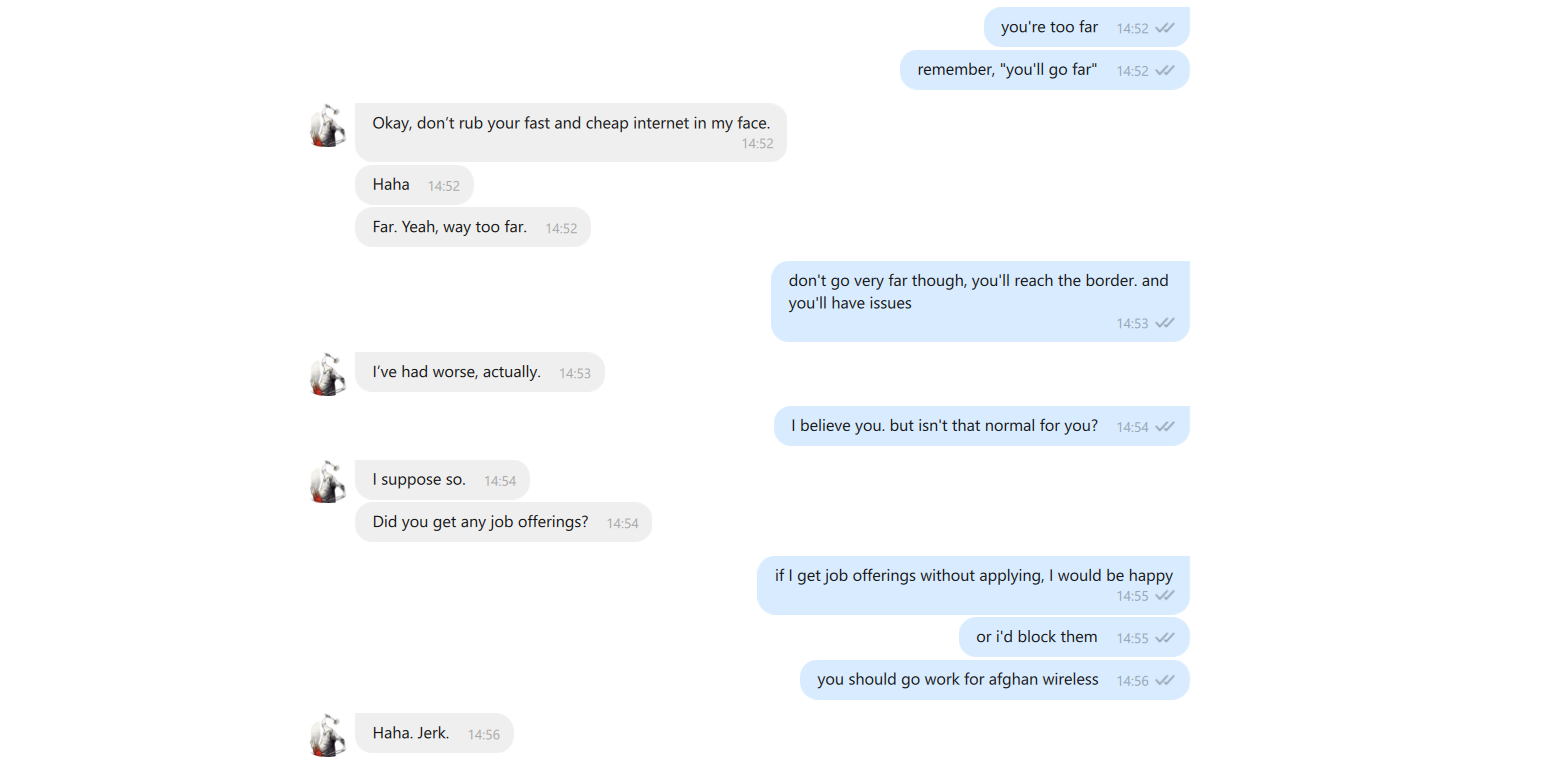 you're too far 14:52
remember, "you'll go far" 14:52
Okay, don’t rub your fast and cheap internet in my face.
14:52
Haha 14:52
Far. Yeah, way too far. 14:52
don't go very far though, you'll reach the border. and
you'll have issues
14:53
I’ve had worse, actually. 14:53
I believe you. but isn't that normal for you? 14:54
I suppose so. 14:54
Did you get any job offerings? 14:54
if I get job offerings without applying, I would be happy
14:55
or i'd block them 14:55
you should go work for afghan wireless 14:56
Haha. Jerk. 14:56